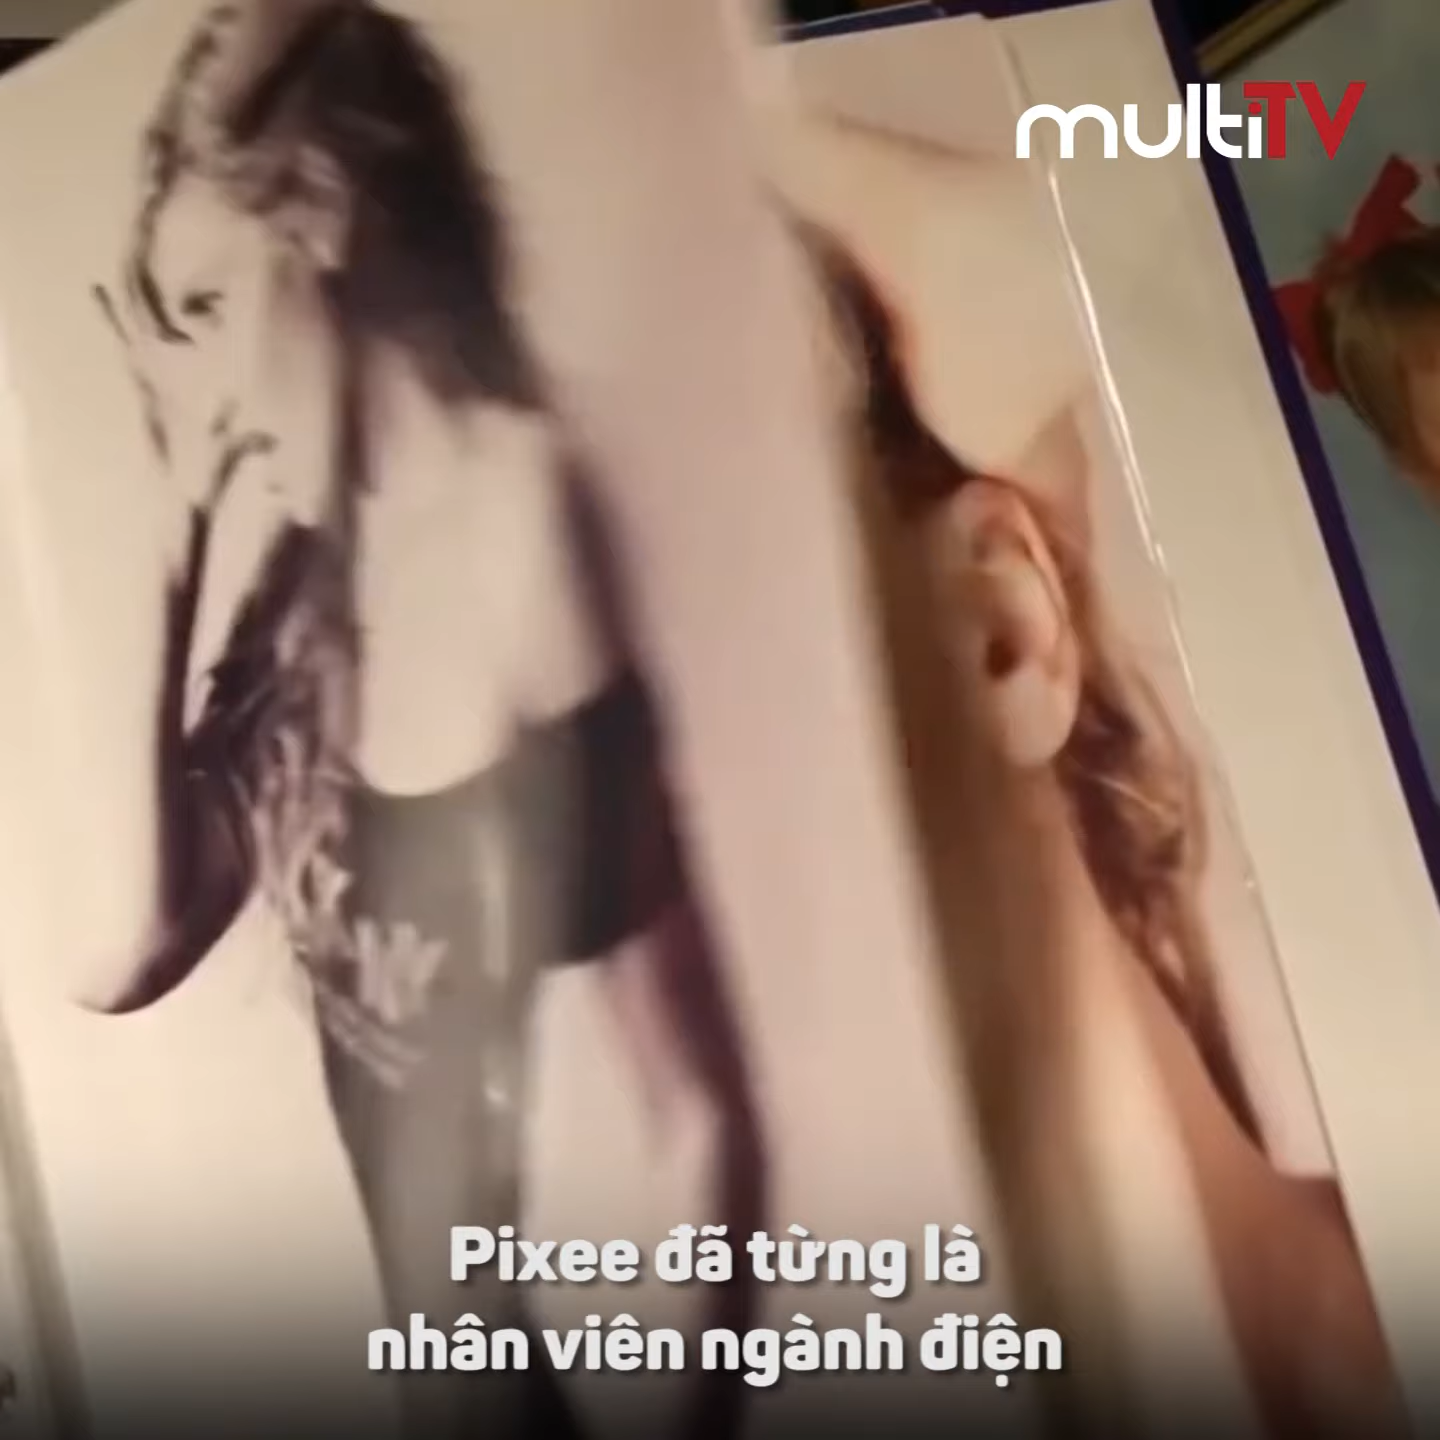 multiTV
Pixee đã từng là
nhân viên ngành điện